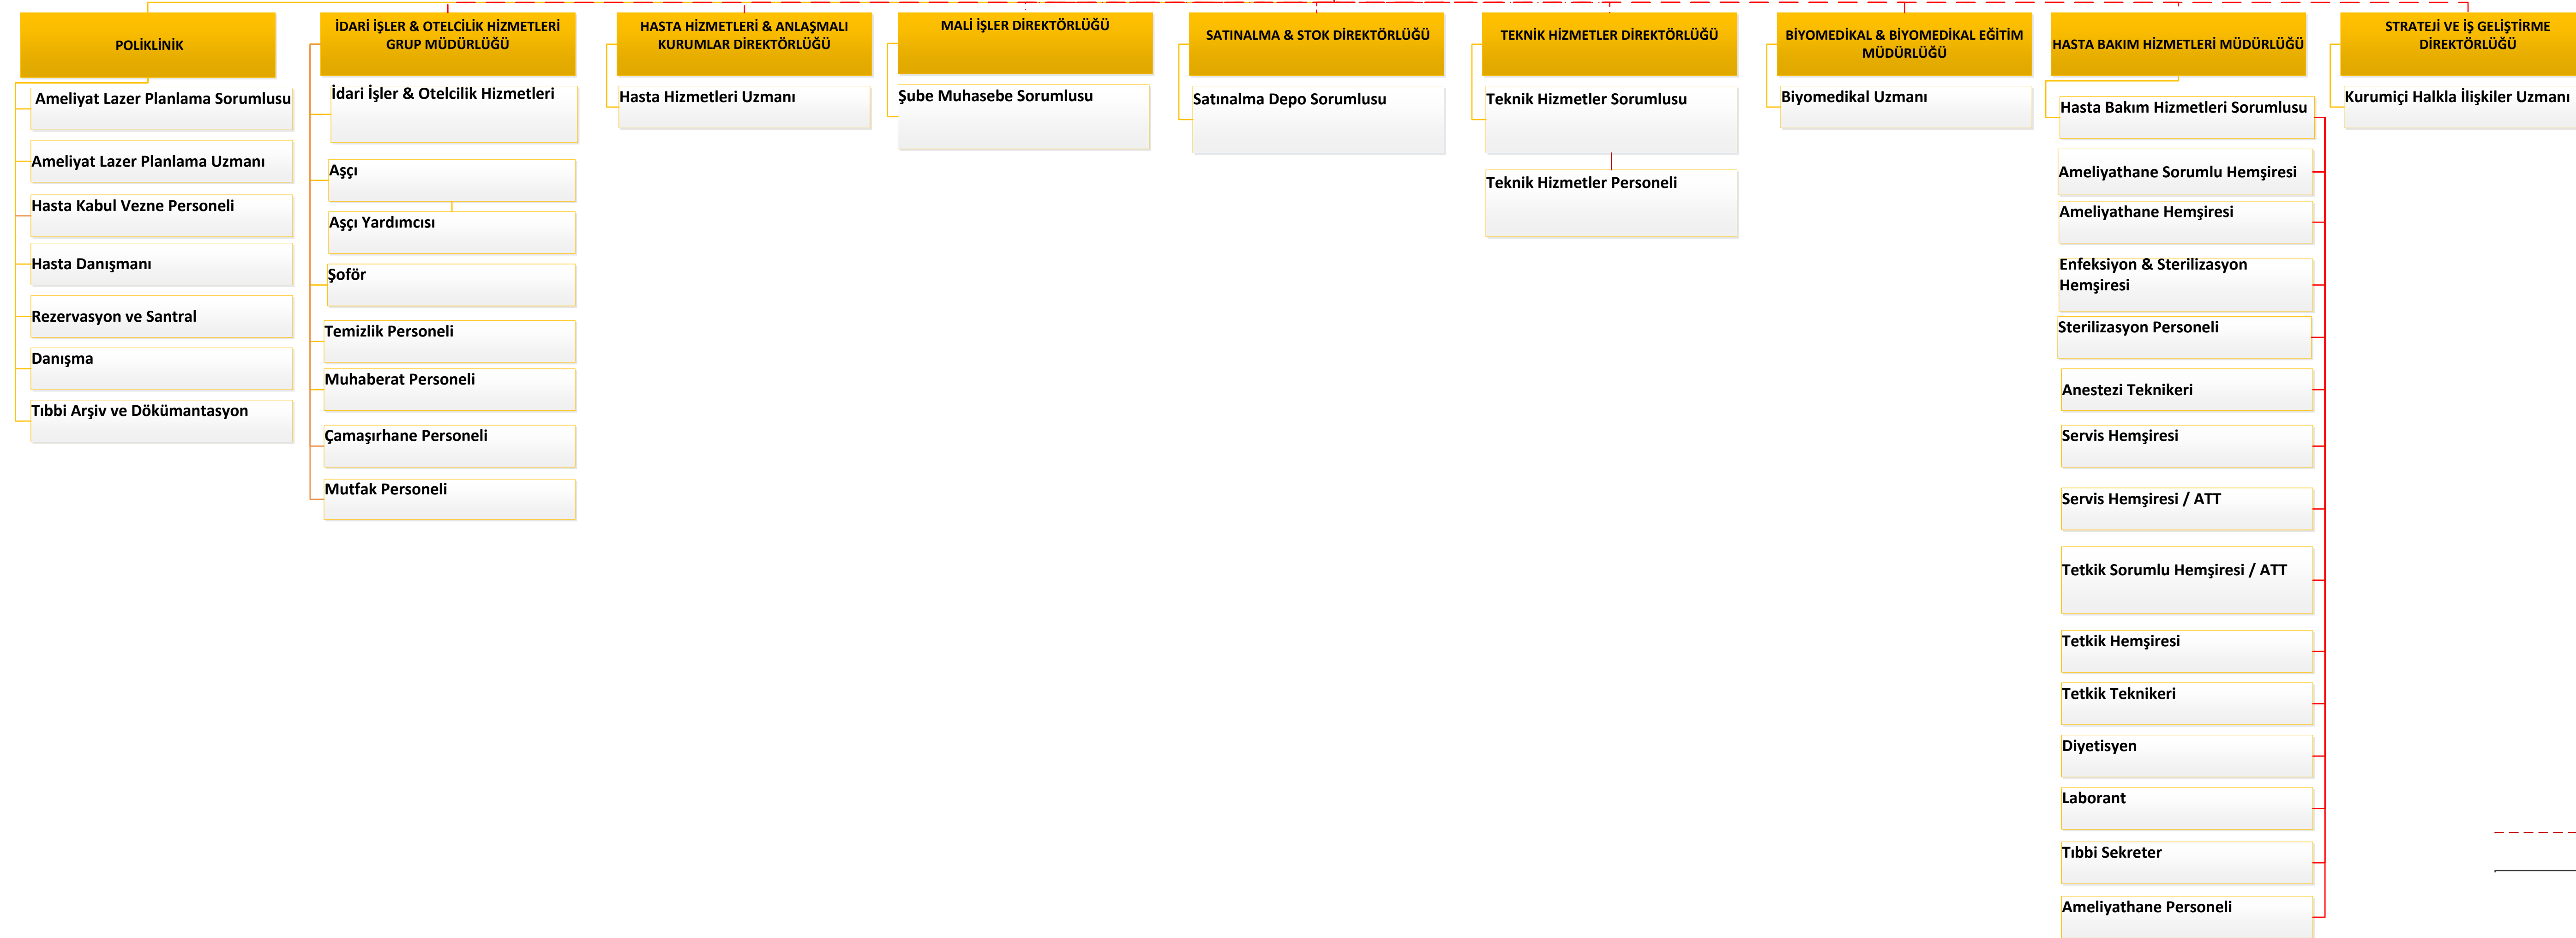 POLİKLİNİK
Ameliyat Lazer Planlama Sorumlusu
Ameliyat Lazer Planlama Uzmanı
Hasta Kabul Vezne Personeli
Hasta Danışmanı
Rezervasyon ve Santral
Danışma
Tıbbi Arşiv ve Dökümantasyon
İDARİ İŞLER & OTELCİLİK HİZMETLERİ
GRUP MÜDÜRLÜĞÜ
İdari İşler & Otelcilik Hizmetleri
Aşçı
Aşçı Yardımcısı
Şoför
Temizlik Personeli
Muhaberat Personeli
Çamaşırhane Personeli
Mutfak Personeli
HASTA HİZMETLERİ & ANLAŞMALI
KURUMLAR DİREKTÖRLÜĞÜ
Hasta Hizmetleri Uzmanı
MALİ İŞLER DİREKTÖRLÜĞÜ
Şube Muhasebe Sorumlusu
SATINALMA & STOK DİREKTÖRLÜĞÜ
Satınalma Depo Sorumlusu
TEKNİK HİZMETLER DİREKTÖRLÜĞÜ
Teknik Hizmetler Sorumlusu
Teknik Hizmetler Personeli
BİYOMEDİKAL & BİYOMEDİKAL EĞİTİM
MÜDÜRLÜĞÜ
Biyomedikal Uzmanı
HASTA BAKIM HİZMETLERİ MÜDÜRLÜĞÜ
Hasta Bakım Hizmetleri Sorumlusu
Ameliyathane Sorumlu Hemşiresi
Ameliyathane Hemşiresi
Enfeksiyon & Sterilizasyon
Hemşiresi
Sterilizasyon Personeli
Anestezi Teknikeri
Servis Hemşiresi
Servis Hemşiresi / ATT
Tetkik Sorumlu Hemşiresi / ATT
Tetkik Hemşiresi
Tetkik Teknikeri
Diyetisyen
Laborant
Tıbbi Sekreter
Ameliyathane Personeli
STRATEJİ VE İŞ GELİŞTİRME
DİREKTÖRLÜĞÜ
Kurumiçi Halkla İlişkiler Uzmanı